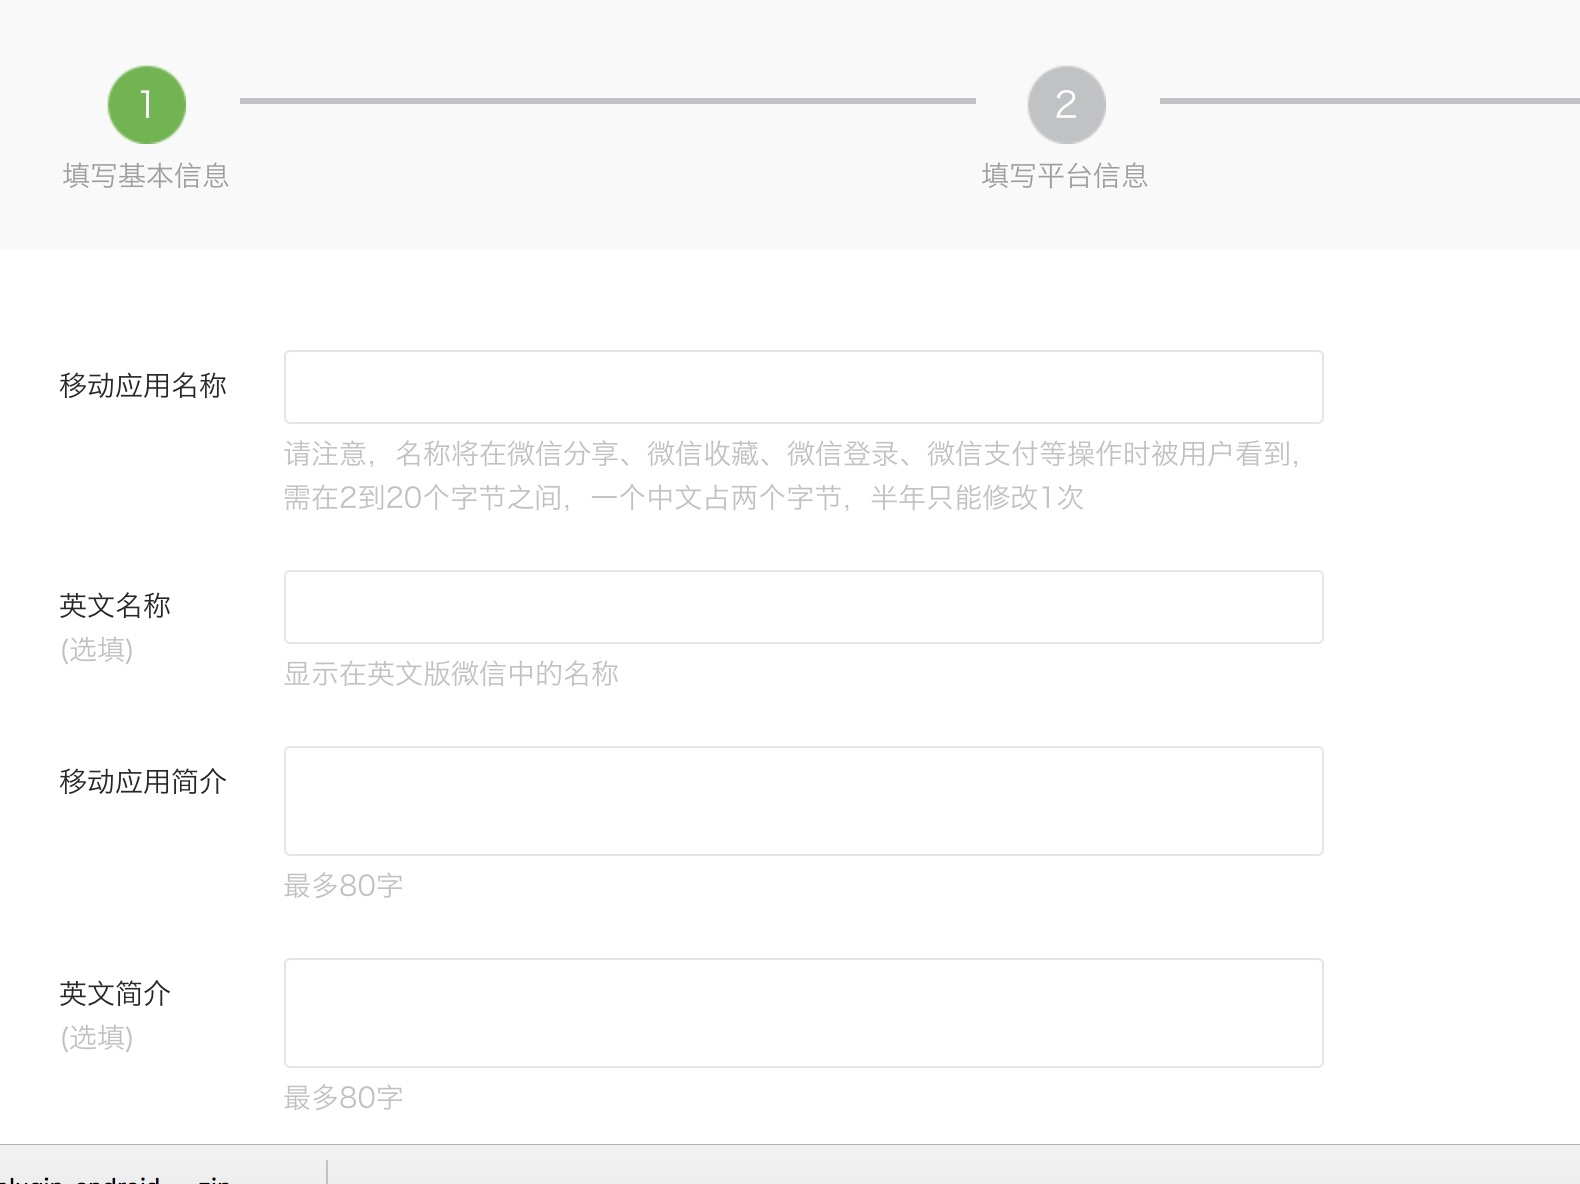 1
2
填写基本信息
填写平台信息
移动应用名称
请注意，名称将在微信分享、微信收藏、微信登录、微信支付等操作时被用户看到，
需在2到20个字节之间，一个中文占两个字节，半年只能修改1次
英文名称
(选填)
显示在英文版微信中的名称
移动应用简介
最多80字
英文简介
(选填)
最多80字
plugin_android_...zip